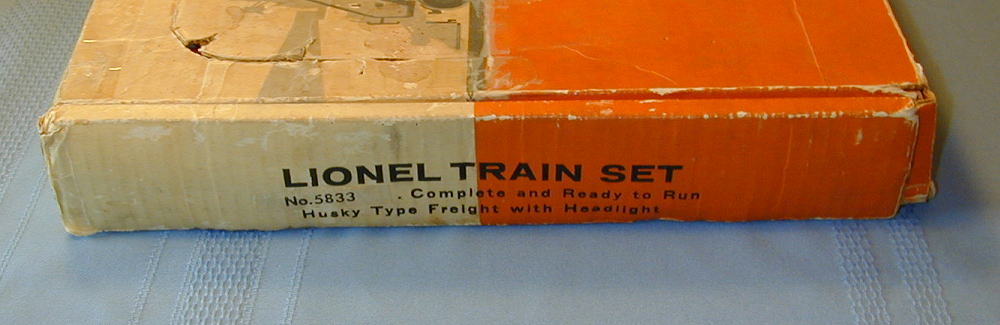 LIONEL TRAIN SET
No.5833 . Complete and Ready to Run
Husky Type Freight with Headlight